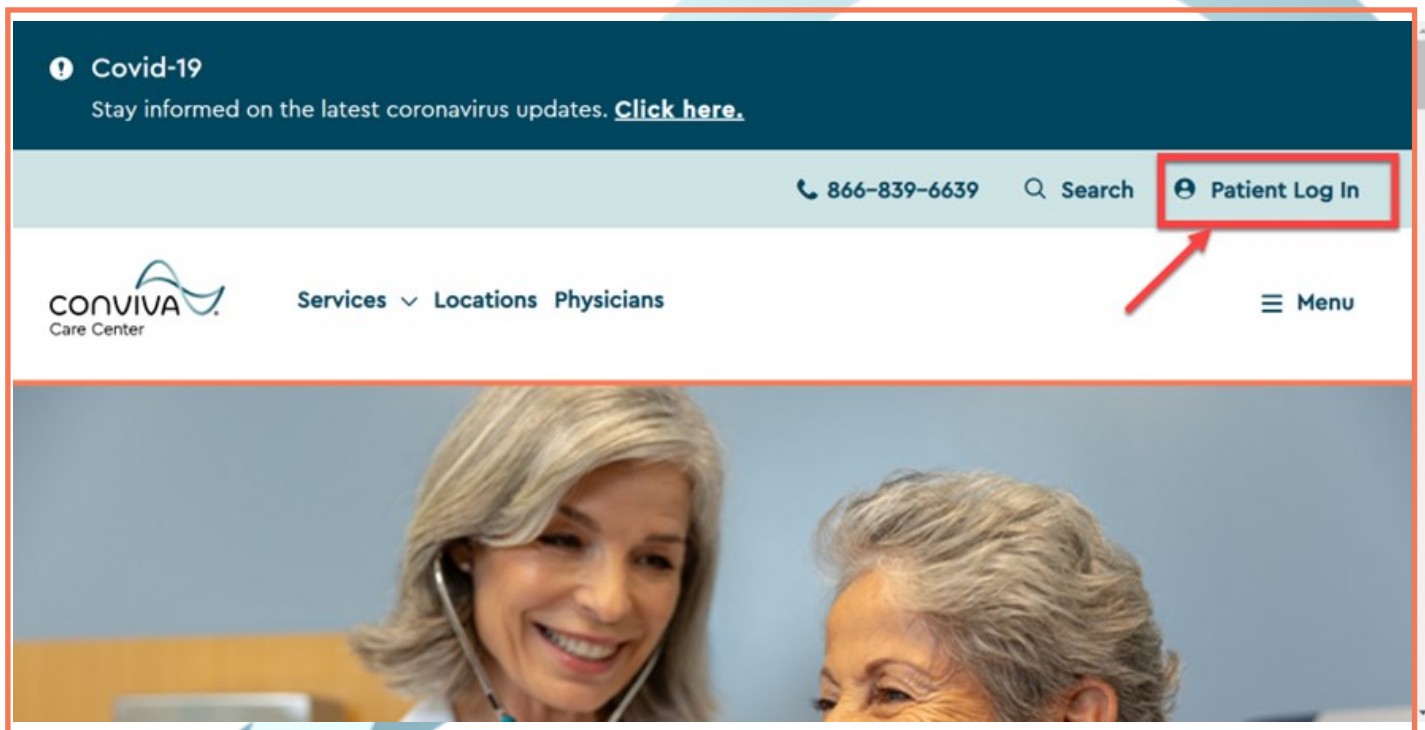 Covid-19
Stay informed on the latest coronavirus updates. Click here.
866-839-6639 Search Patient Log In
CONVIVA
Care Center
Services Locations Physicians
Menu